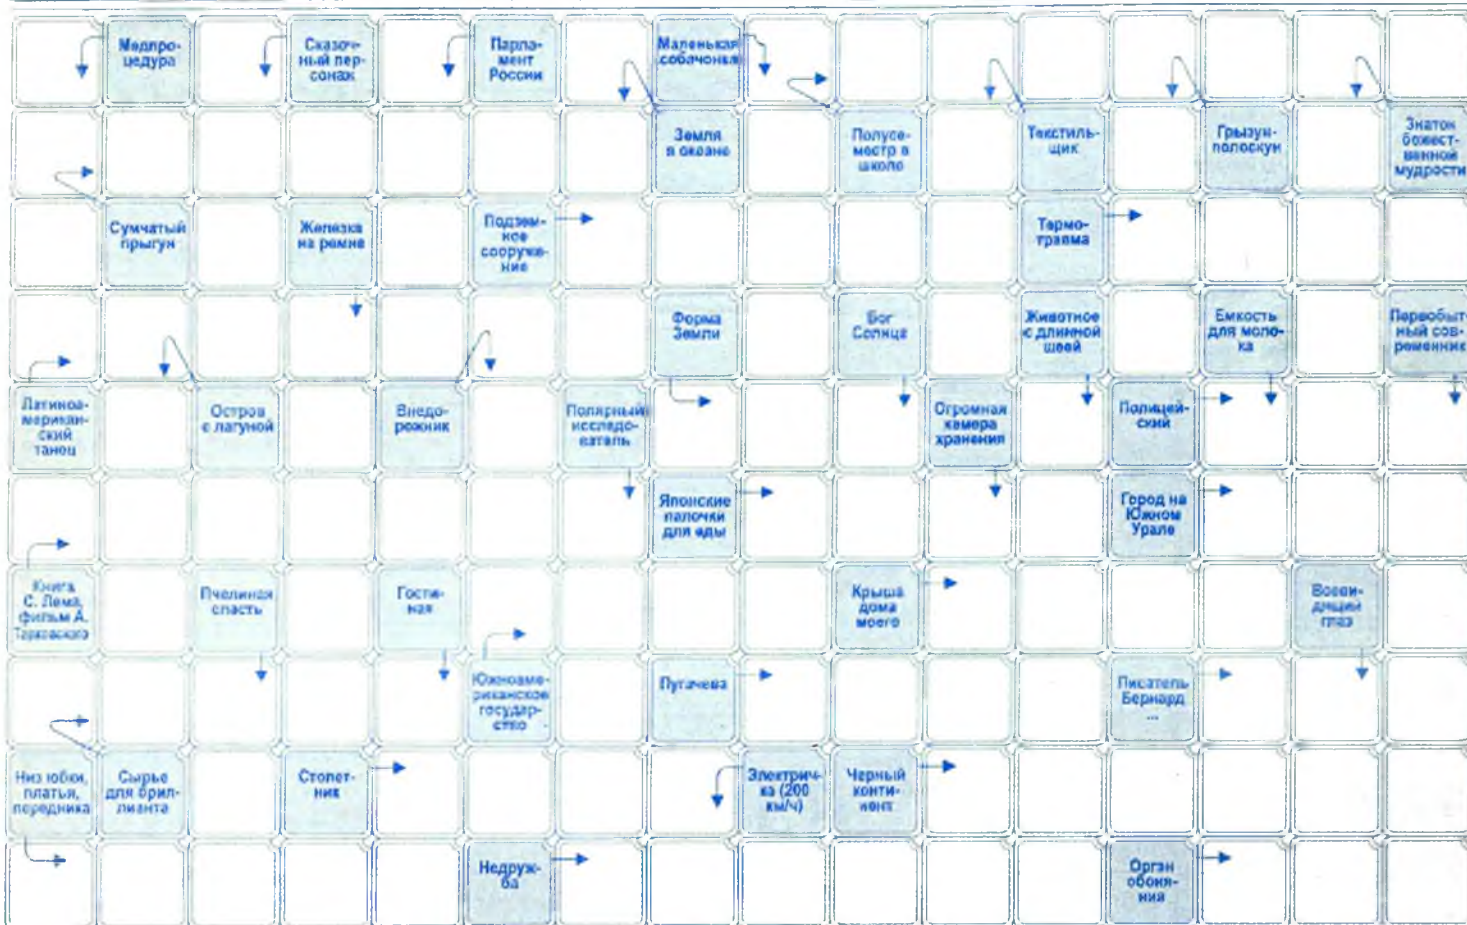 Медпро-
цедура
Сказоч-
ный пер-
сонаж
Парла-
мент
России
Маленькая
собачонка
Земля
в океане
Полусе-
местр в
школе
Текстиль-
щик
Грызун-
полоскун
Знаток
божест-
венной
мудрости
Сумчатый
прыгун
Железка
на ремне
Подзем-
ное
сооруже-
ние
Термо-
травма
Форма
Земли
Бог
Солнца
Животное
с длинной
шеей
Емкость
для моло-
ка
Первобыт-
ный сов-
ременник
Латиноа-
мерикан-
ский
танец
Остров
с лагуной
Внедо-
рожник
Полярный
исследо-
ватель
Огромная
камера
хранения
Полицей-
ский
Японские
палочки
для еды
Город на
Южном
Урале
Книга
С. Лема,
фильм А.
Тарковского
Пчелиная
сласть
Гости-
ная
Крыша
дома
моего
Всеви-
дящий
глаз
Южноаме-
риканское
государ-
ство
Пугачева
Писатель
Бернард
...
Низ юбки,
платья,
передника
Сырье
для брил-
лианта
Столет-
ник
Электрич-
ка (200
км/ч)
Черный
конти-
нент
Недруж-
ба
Орган
обоня-
ния